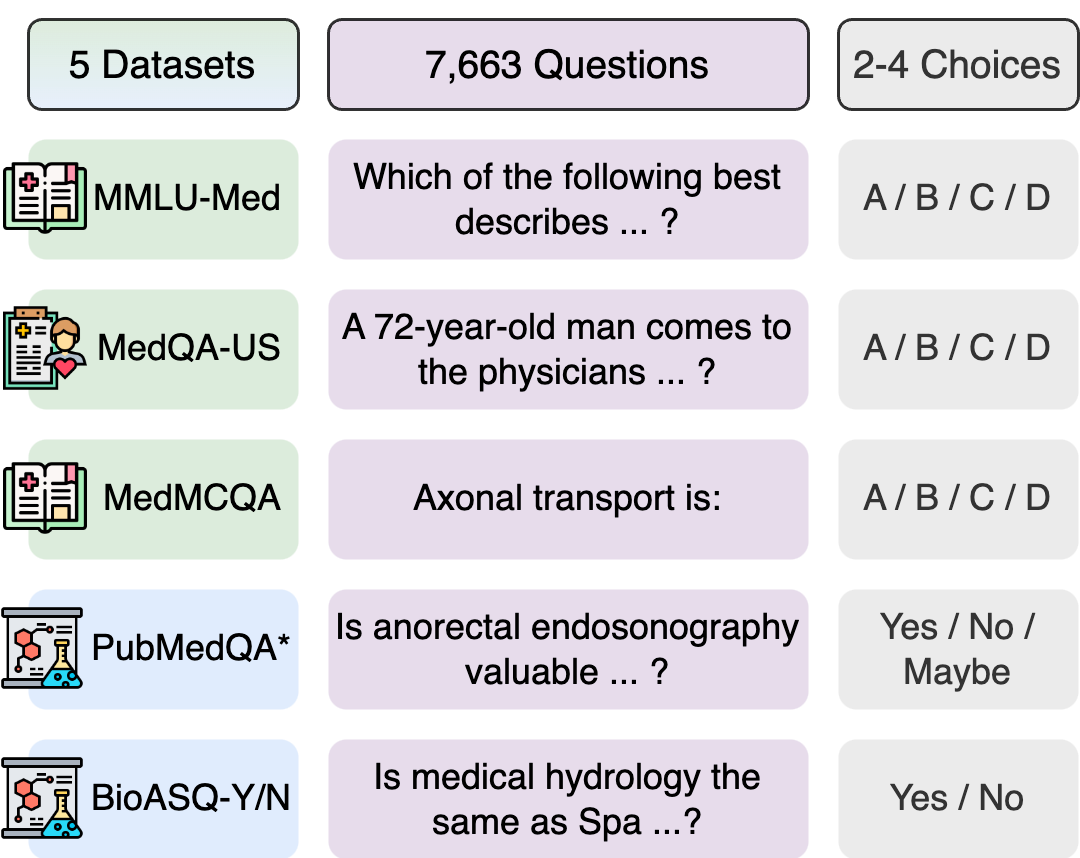 5 Datasets
7,663 Questions
2-4 Choices
MMLU-Med
Which of the following best
describes ... ?
A / B / C / D
MedQA-US
A 72-year-old man comes to
the physicians ... ?
A / B / C / D
MedMCQA
Axonal transport is:
A / B / C / D
PubMedQA*
Is anorectal endosonography
valuable ... ?
Yes / No /
Maybe
BioASQ-Y/N
Is medical hydrology the
same as Spa ...?
Yes / No